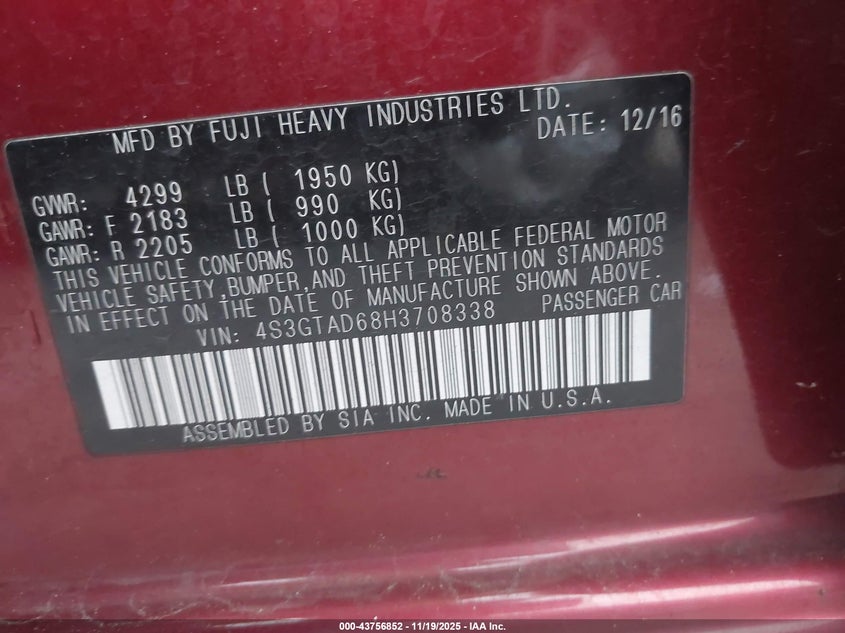 MFD BY FUJI HEAVY INDUSTRIES LTD.
DATE: 12/16
GVWR: 4299 LB ( 1950 KG)
GAWR: F 2183 LB ( 990 KG)
GAWR: R 2205 LB ( 1000 KG)
THIS VEHICLE CONFORMS TO ALL APPLICABLE FEDERAL MOTOR
VEHICLE SAFETY,BUMPER,AND THEFT PREVENTION STANDARDS
IN EFFECT ON THE DATE OF MANUFACTURE SHOWN ABOVE.
VIN: 4S3GTAD68H3708338 PASSENGER CAR
ASSEMBLED BY SIA INC. MADE IN U.S.A.
000-43756852 - 11/19/2025 - IAA Inc.